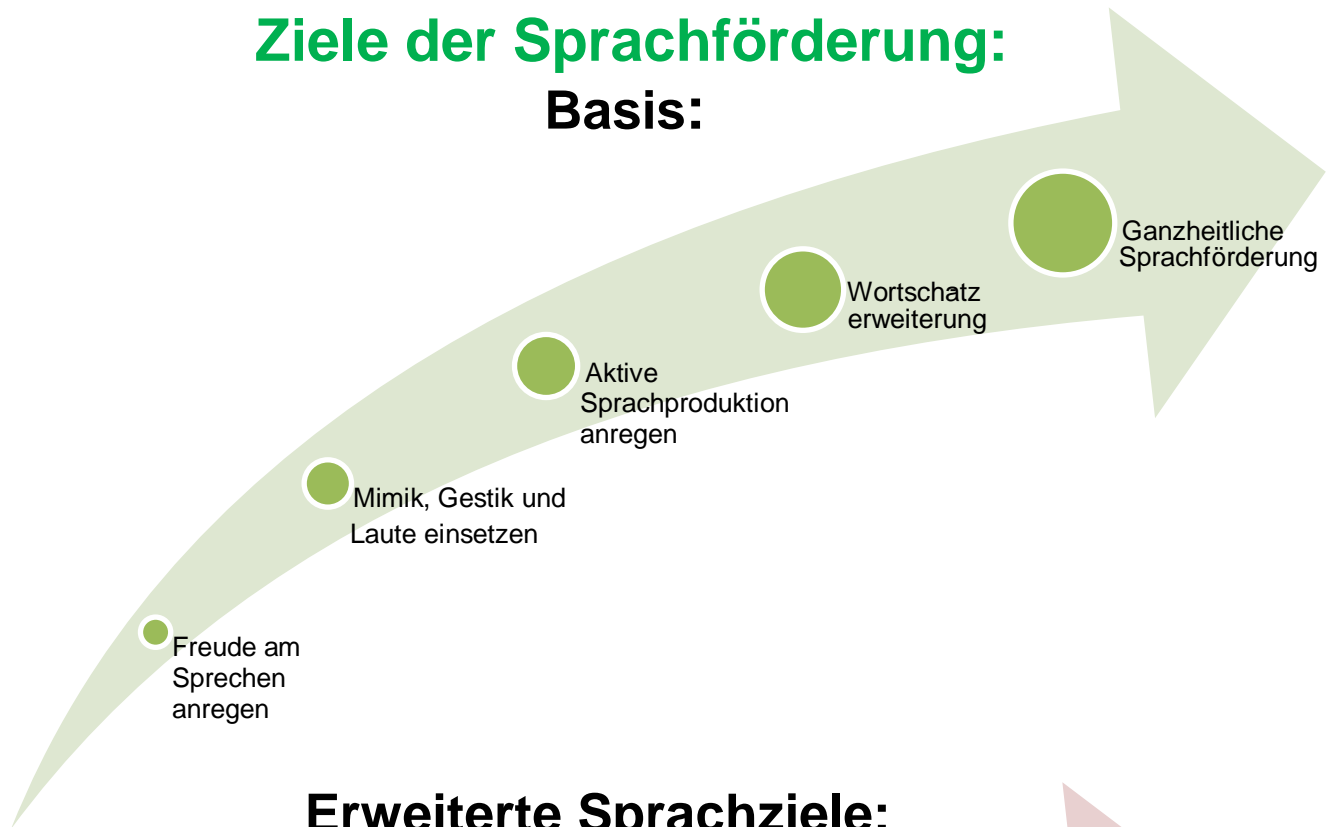 Ziele der Sprachförderung:
Basis:
Ganzheitliche
Sprachförderung
Wortschatz
erweiterung
Aktive
Sprachproduktion
anregen
Mimik, Gestik und
Laute einsetzen
Freude am
Sprechen
anregen
Erweiterte Sprachziele: